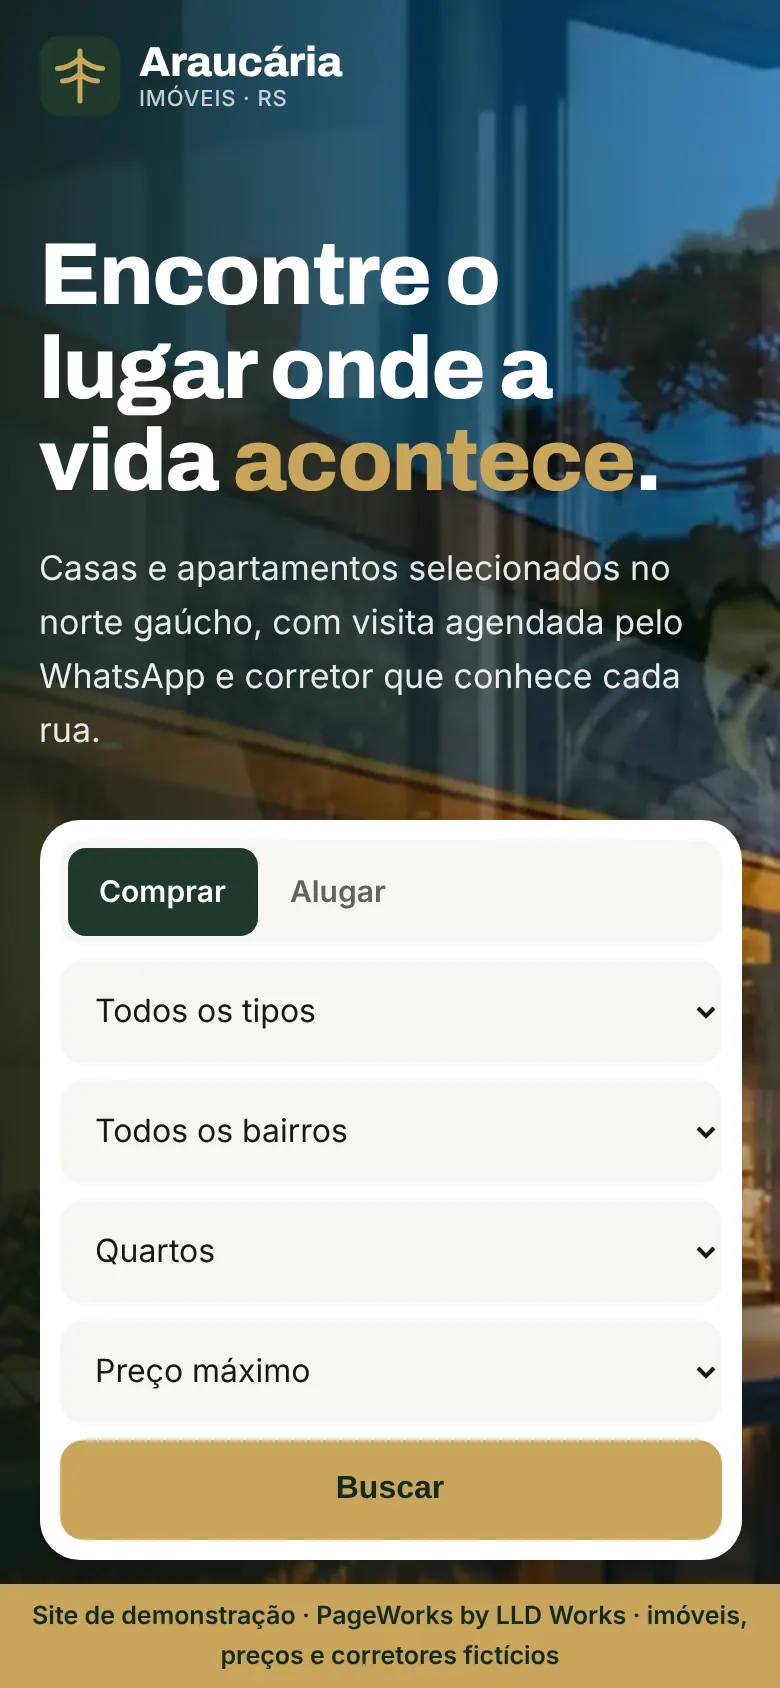 Araucária
IMÓVEIS · RS
Encontre o
lugar onde a
vida acontece.
Casas e apartamentos selecionados no
norte gaúcho, com visita agendada pelo
WhatsApp e corretor que conhece cada
rua.
Comprar Alugar
Todos os tipos
Todos os bairros
Quartos
Preço máximo
Buscar
Site de demonstração · PageWorks by LLD Works · imóveis,
preços e corretores fictícios